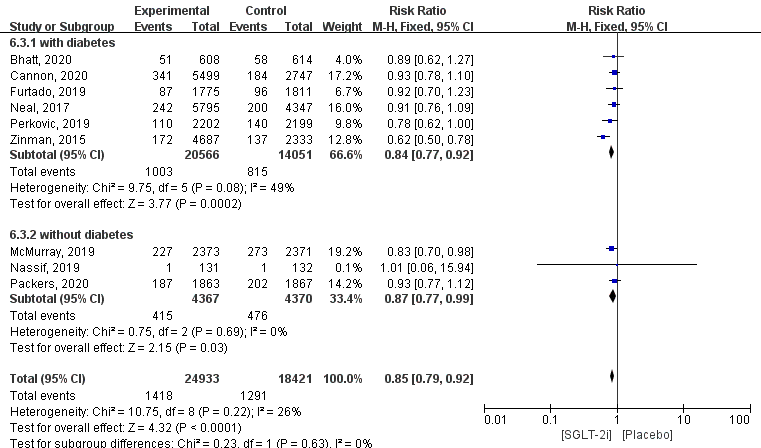 Experimental Control Risk Ratio Risk Ratio
Study or Subgroup Events Total Events Total Weight M-H, Fixed, 95% CI M-H, Fixed, 95% CI
6.3.1 with diabetes
Bhatt, 2020 51 608 58 614 4.0% 0.89 [0.62, 1.27]
Cannon, 2020 341 5499 184 2747 17.2% 0.93 [0.78, 1.10]
Furtado, 2019 87 1775 96 1811 6.7% 0.92 [0.70, 1.23]
Neal, 2017 242 5795 200 4347 16.0% 0.91 [0.76, 1.09]
Perkovic, 2019 110 2202 140 2199 9.8% 0.78 [0.62, 1.00]
Zinman, 2015 172 4687 137 2333 12.8% 0.62 [0.50, 0.78]
Subtotal (95% CI) 20566 14051 66.6% 0.84 [0.77, 0.92]
Total events 1003 815
Heterogeneity: Chi² = 9.75, df = 5 (P = 0.08); I² = 49%
Test for overall effect: Z = 3.77 (P = 0.0002)
6.3.2 without diabetes
McMurray, 2019 227 2373 273 2371 19.2% 0.83 [0.70, 0.98]
Nassif, 2019 1 131 1 132 0.1% 1.01 [0.06, 15.94]
Packers, 2020 187 1863 202 1867 14.2% 0.93 [0.77, 1.12]
Subtotal (95% CI) 4367 4370 33.4% 0.87 [0.77, 0.99]
Total events 415 476
Heterogeneity: Chi² = 0.75, df = 2 (P = 0.69); I² = 0%
Test for overall effect: Z = 2.15 (P = 0.03)
Total (95% CI) 24933 18421 100.0% 0.85 [0.79, 0.92]
Total events 1418 1291
Heterogeneity: Chi² = 10.75, df = 8 (P = 0.22); I² = 26%
Test for overall effect: Z = 4.32 (P < 0.0001)
Test for subgroup differences: Chi² = 0.23, df = 1 (P = 0.63), I² = 0%
0.01 0.1 1 10 100
[SGLT-2i] [Placebo]